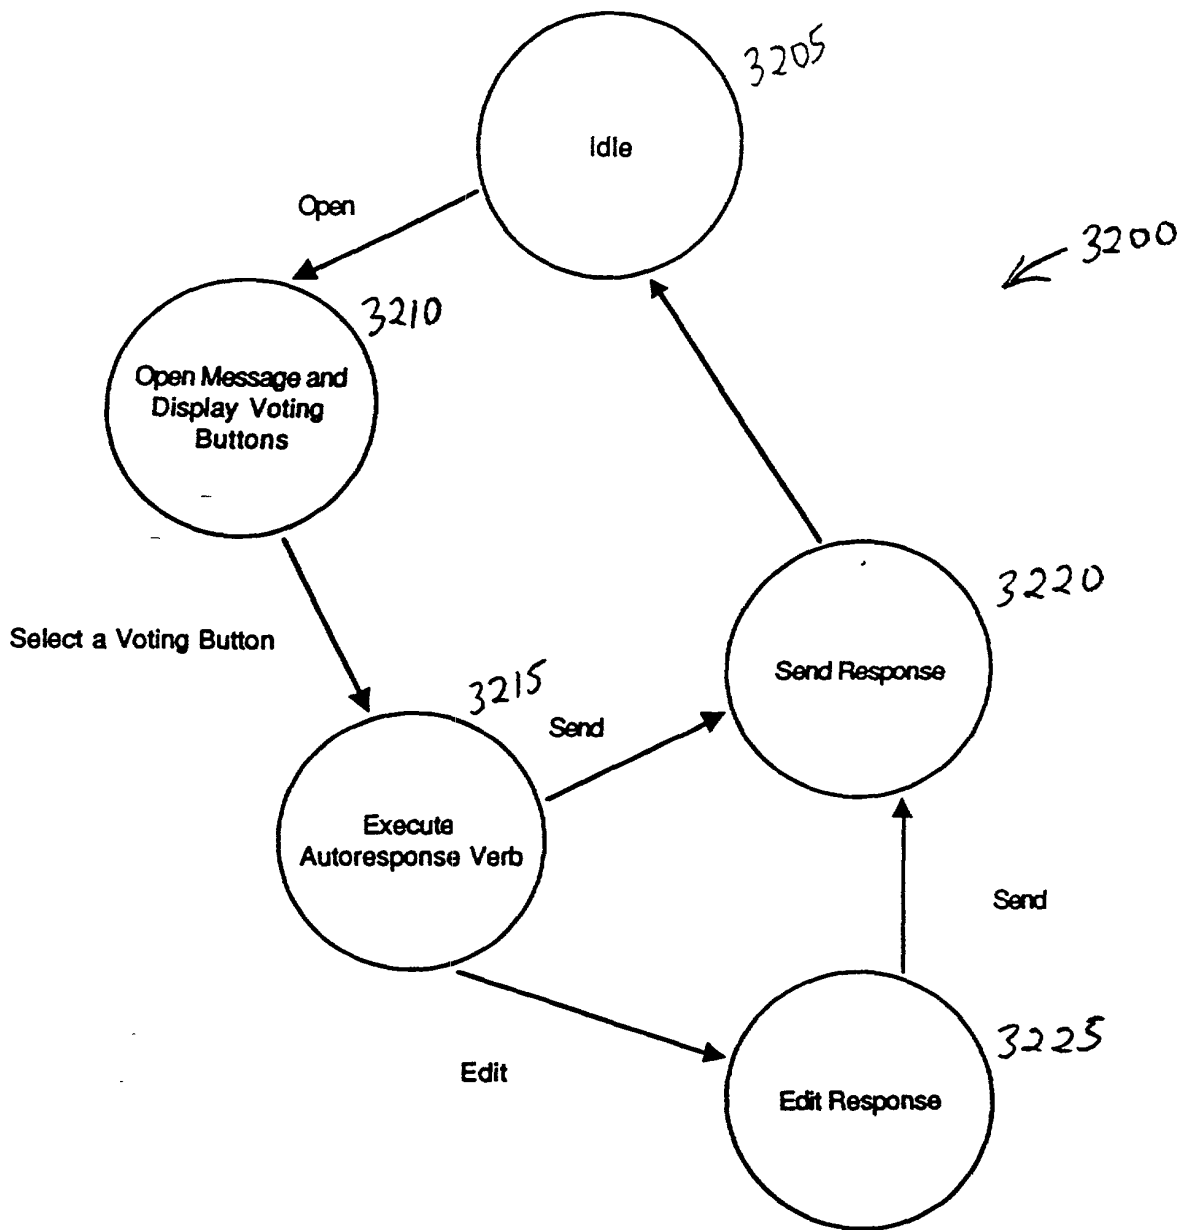 3205
Idle
Open
3200
3210
Open Message and
Display Voting
Buttons
3220
Select a Voting Button
Send Response
3215
Send
Execute
Autoresponse Verb
Send
3225
Edit
Edit Response